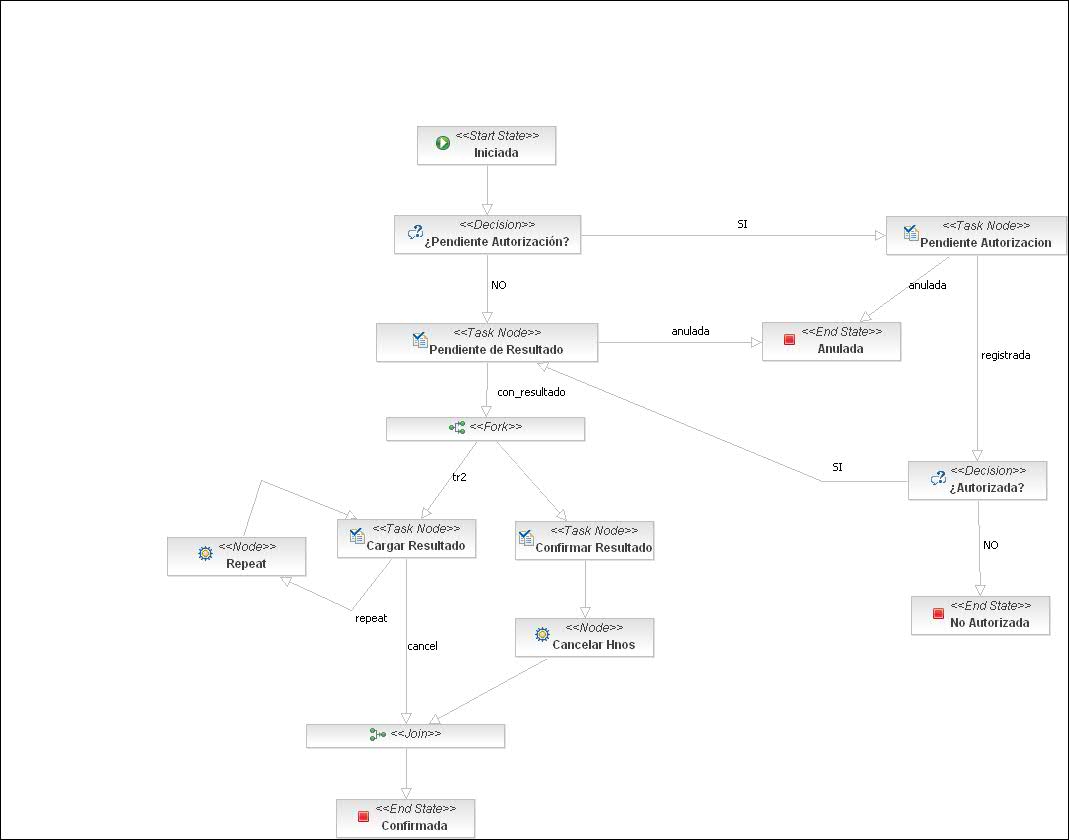 <<Start State>>
Iniciada
<<Decision>>
¿Pendiente Autorización?
SI
<<Task Node>>
Pendiente Autorizacion
NO
anulada
<<Task Node>>
Pendiente de Resultado
anulada
<<End State>>
Anulada
registrada
con_resultado
<<Fork>>
SI
<<Decision>>
¿Autorizada?
tr2
<<Task Node>>
Cargar Resultado
<<Task Node>>
Confirmar Resultado
<<Node>>
Repeat
NO
<<End State>>
No Autorizada
repeat
<<Node>>
Cancelar Hnos
cancel
<<Join>>
<<End State>>
Confirmada